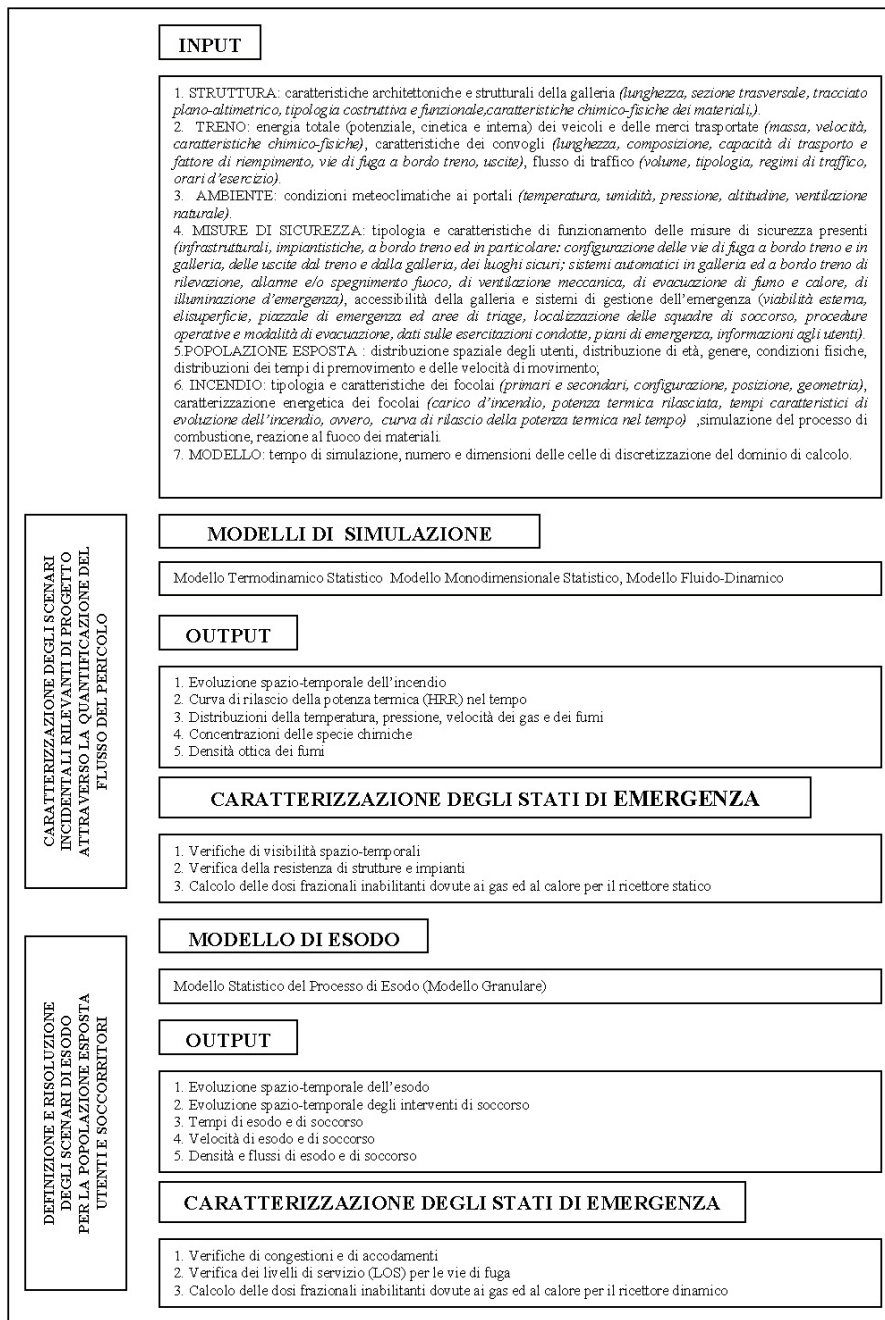 INPUT
1. STRUTTURA: caratteristiche architettoniche e strutturali della galleria (lunghezza, sezione trasversale, tracciato
plano-altimetrico, tipologia costruttiva e funzionale,caratteristiche chimico-fisiche dei materiali,).
2. TRENO: energia totale (potenziale, cinetica e interna) dei veicoli e delle merci trasportate (massa, velocità,
caratteristiche chimico-fisiche), caratteristiche dei convogli (lunghezza, composizione, capacità di trasporto e
fattore di riempimento, vie di fuga a bordo treno, uscite), flusso di traffico (volume, tipologia, regimi di traffico,
orari d'esercizio).
3. AMBIENTE: condizioni meteoclimatiche ai portali (temperatura, umidità, pressione, altitudine, ventilazione
naturale).
4. MISURE DI SICUREZZA: tipologia e caratteristiche di funzionamento delle misure di sicurezza presenti
(infrastrutturali, impiantistiche, a bordo treno ed in particolare: configurazione delle vie di fuga a bordo treno e in
galleria, delle uscite dal treno e dalla galleria, dei luoghi sicuri; sistemi automatici in galleria ed a bordo treno di
rilevazione, allarme e/o spegnimento fuoco, di ventilazione meccanica, di evacuazione di fumo e calore, di
illuminazione d'emergenza), accessibilità della galleria e sistemi di gestione dell'emergenza (viabilità esterna,
elisuperficie, piazzale di emergenza ed aree di triage, localizzazione delle squadre di soccorso, procedure
operative e modalità di evacuazione, dati sulle esercitazioni condotte, piani di emergenza, informazioni agli utenti).
5.POPOLAZIONE ESPOSTA : distribuzione spaziale degli utenti, distribuzione di età, genere, condizioni fisiche,
distribuzioni dei tempi di premovimento e delle velocità di movimento;
6. INCENDIO: tipologia e caratteristiche dei focolai (primari e secondari, configurazione, posizione, geometria),
caratterizzazione energetica dei focolai (carico d'incendio, potenza termica rilasciata, tempi caratteristici di
evoluzione dell'incendio, ovvero, curva di rilascio della potenza termica nel tempo) ,simulazione del processo di
combustione, reazione al fuoco dei materiali.
7. MODELLO: tempo di simulazione, numero e dimensioni delle celle di discretizzazione del dominio di calcolo.
CARATTERIZZAZIONE DEGLI SCENARI
INCIDENTALI RILEVANTI DI PROGETTO
ATTRAVERSO LA QUANTIFICAZIONE DEL
FLUSSO DEL PERICOLO
MODELLI DI SIMULAZIONE
Modello Termodinamico Statistico Modello Monodimensionale Statistico, Modello Fluido-Dinamico
OUTPUT
1. Evoluzione spazio-temporale dell'incendio
2. Curva di rilascio della potenza termica (HRR) nel tempo
3. Distribuzioni della temperatura, pressione, velocità dei gas e dei fumi
4. Concentrazioni delle specie chimiche
5. Densità ottica dei fumi
CARATTERIZZAZIONE DEGLI STATI DI EMERGENZA
1. Verifiche di visibilità spazio-temporali
2. Verifica della resistenza di strutture e impianti
3. Calcolo delle dosi frazionali inabilitanti dovute ai gas ed al calore per il ricettore statico
DEFINIZIONE E RISOLUZIONE
DEGLI SCENARI DI ESODO
PER LA POPOLAZIONE ESPOSTA
UTENTI E SOCCORRITORI
MODELLO DI ESODO
Modello Statistico del Processo di Esodo (Modello Granulare)
OUTPUT
1. Evoluzione spazio-temporale dell'esodo
2. Evoluzione spazio-temporale degli interventi di soccorso
3. Tempi di esodo e di soccorso
4. Velocità di esodo e di soccorso
5. Densità e flussi di esodo e di soccorso
CARATTERIZZAZIONE DEGLI STATI DI EMERGENZA
1. Verifiche di congestioni e di accodamenti
2. Verifica dei livelli di servizio (LOS) per le vie di fuga
3. Calcolo delle dosi frazionali inabilitanti dovute ai gas ed al calore per il ricettore dinamico